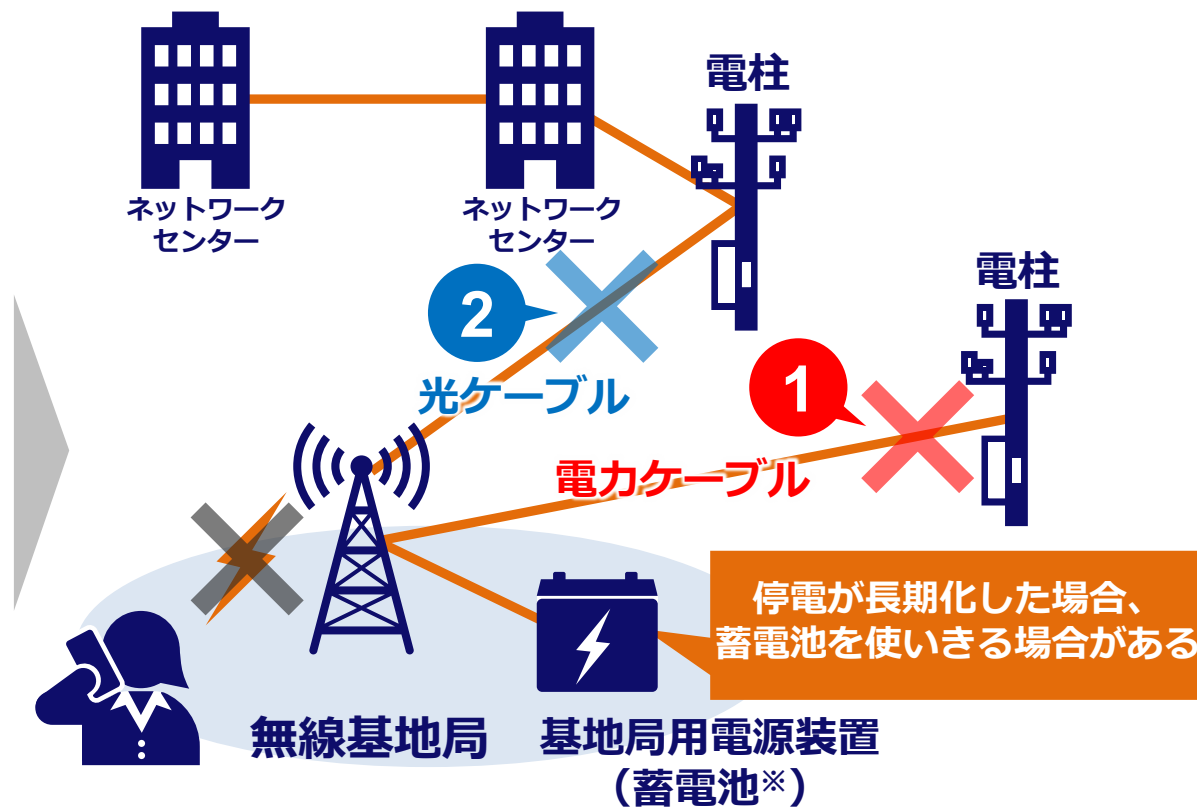 電柱
ネットワーク
センター
ネットワーク
センター
電柱
2
光ケーブル
1
電力ケーブル
停電が長期化した場合、
蓄電池を使いきる場合がある
無線基地局
基地局用電源装置
（蓄電池※）